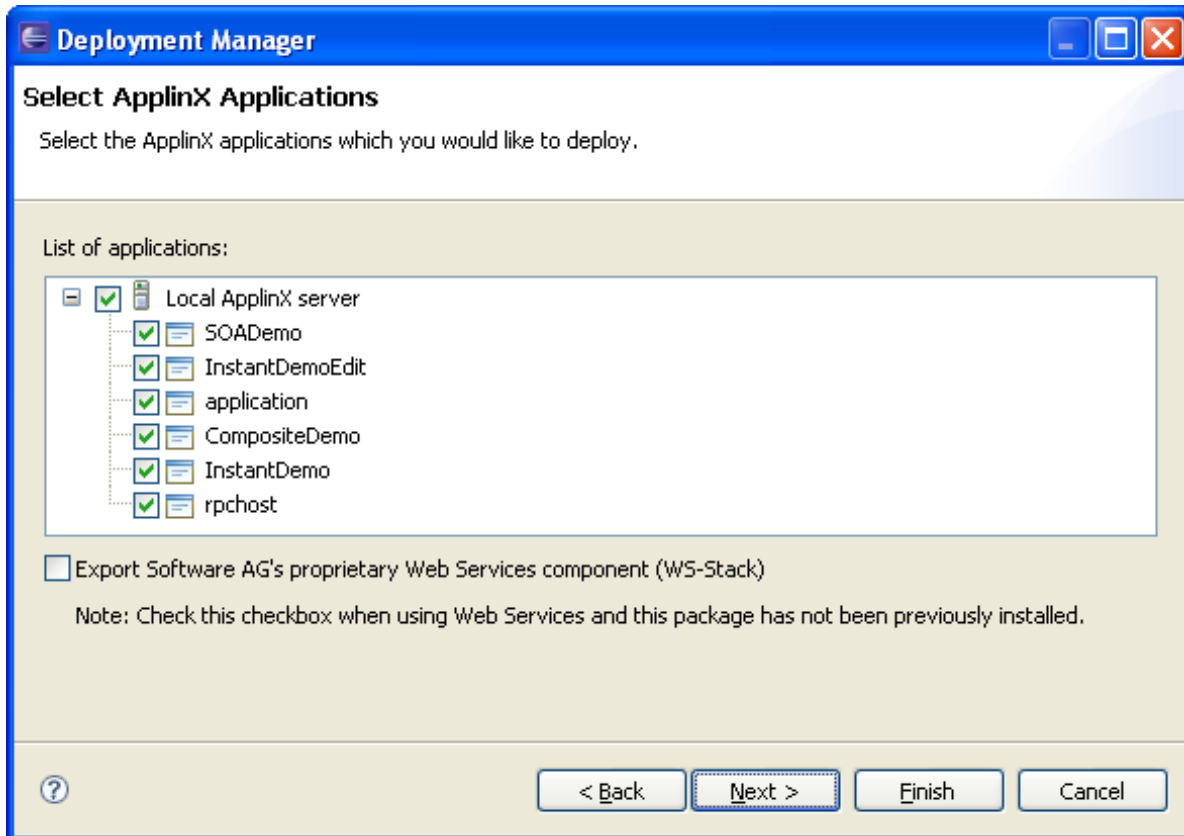 Deployment Manager
Select ApplinX Applications
Select the ApplinX applications which you would like to deploy.
List of applications:
Local ApplinX server
SOADemo
InstantDemoEdit
application
CompositeDemo
InstantDemo
rpchost
Export Software AG's proprietary Web Services component (WS-Stack)
Note: Check this checkbox when using Web Services and this package has not been previously installed.
? < Back Next > Finish Cancel